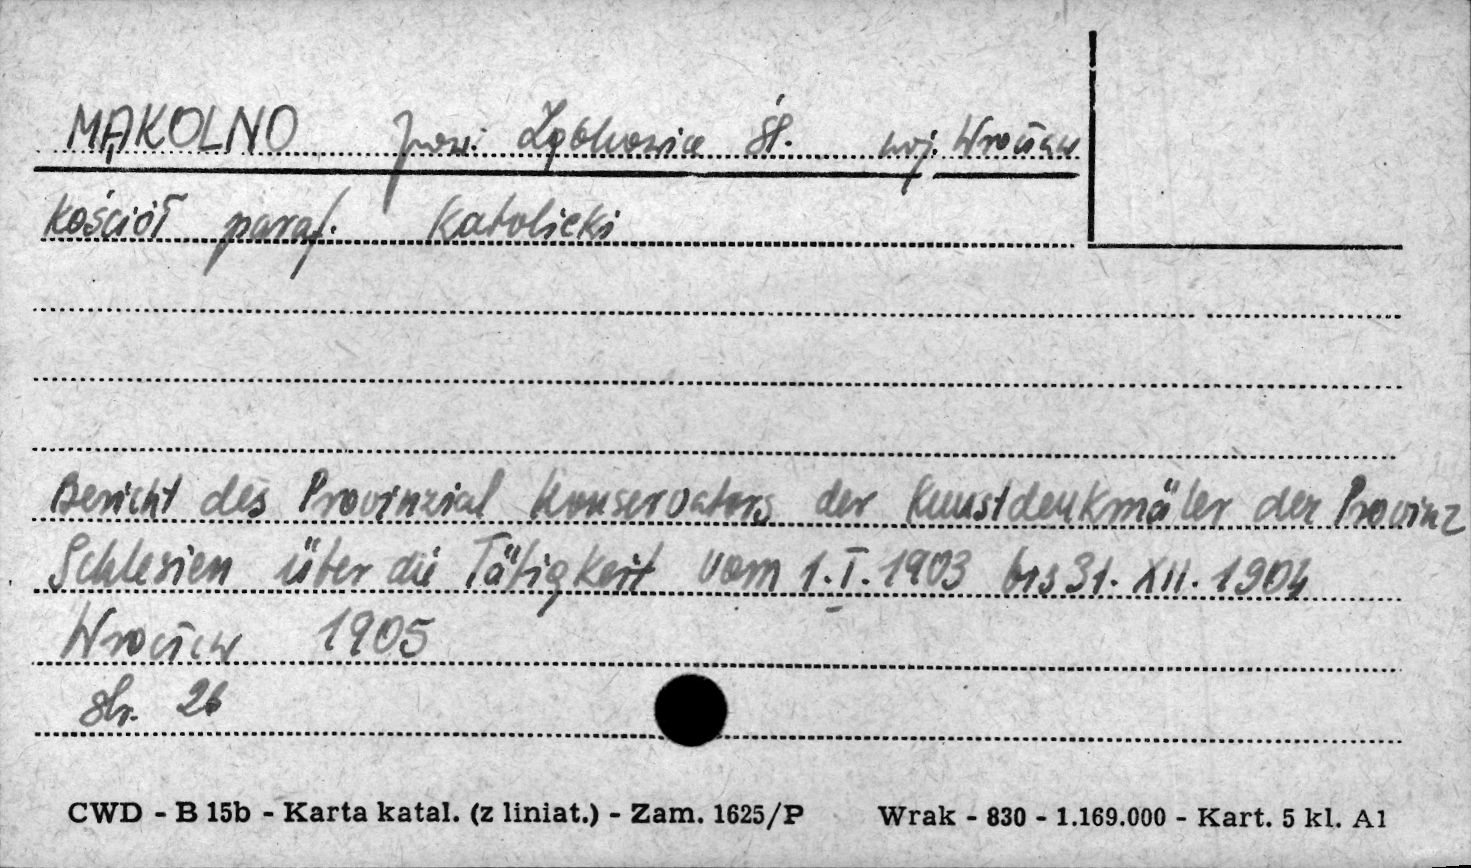 MĄKOLNO pow. Ząbkowice Śl. woj. Wrocław
Kościół paraf. Katolicki
Bericht des Provinzial Konservators der Kunstdenkmäler der Provinz
Schlesien über die Tätigkeit vom 1.I.1903 bis 31.XII.1904
Wrocław 1905
str. 26
CWD - B 15b - Karta katal. (z liniat.) - Zam. 1625/P Wrak - 830 - 1.169.000 - Kart. 5 kl. A1